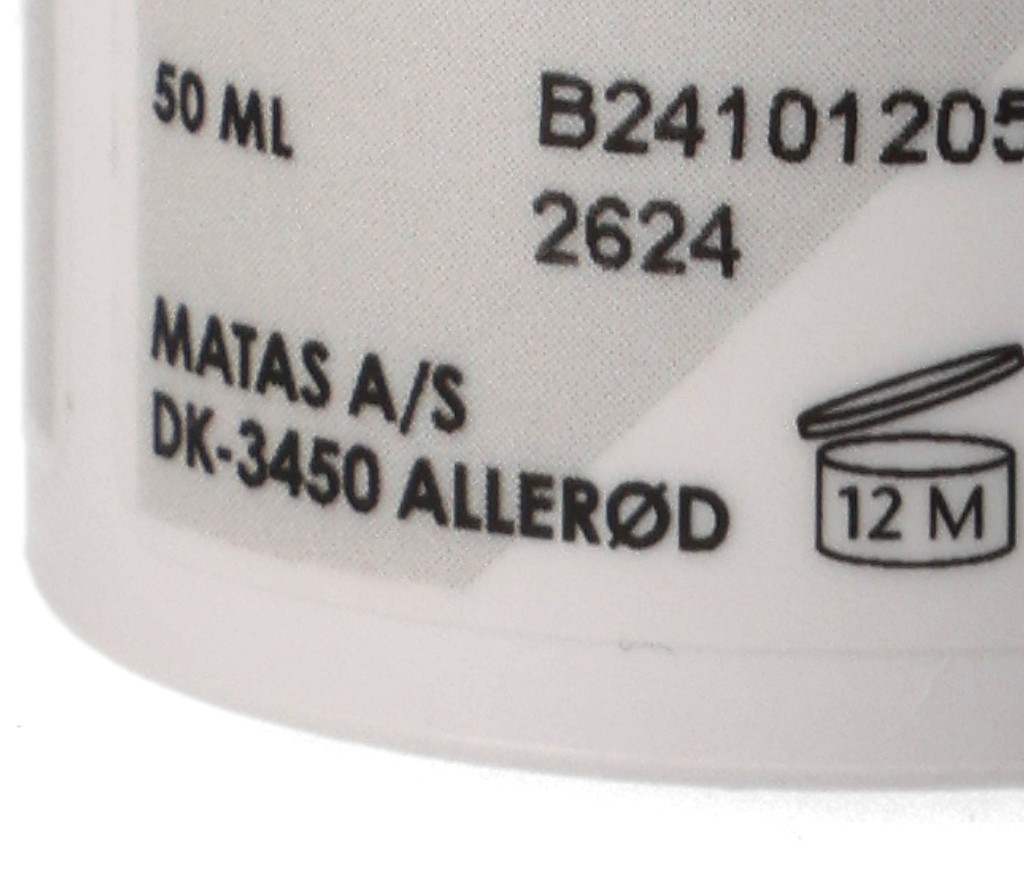 50 ML
B24101205
2624
MATAS A/S
DK-3450 ALLERØD
12 M